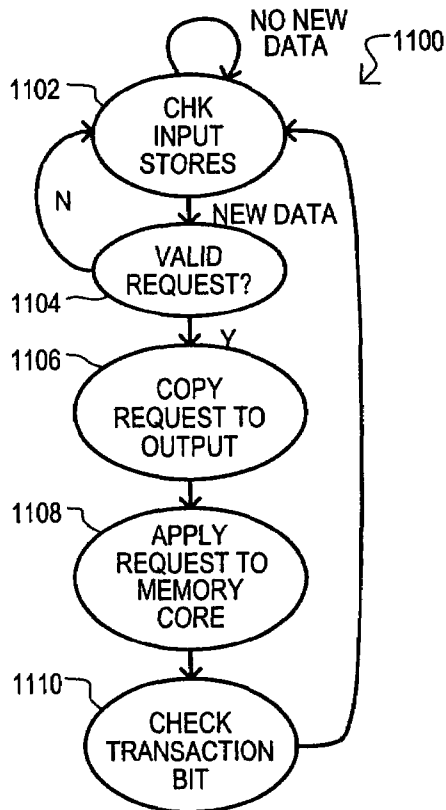 NO NEW
DATA
1100
1102
CHK
INPUT
STORES
N
NEW DATA
VALID
REQUEST?
1104
Y
1106
COPY
REQUEST TO
OUTPUT
1108
APPLY
REQUEST TO
MEMORY
CORE
1110
CHECK
TRANSACTION
BIT